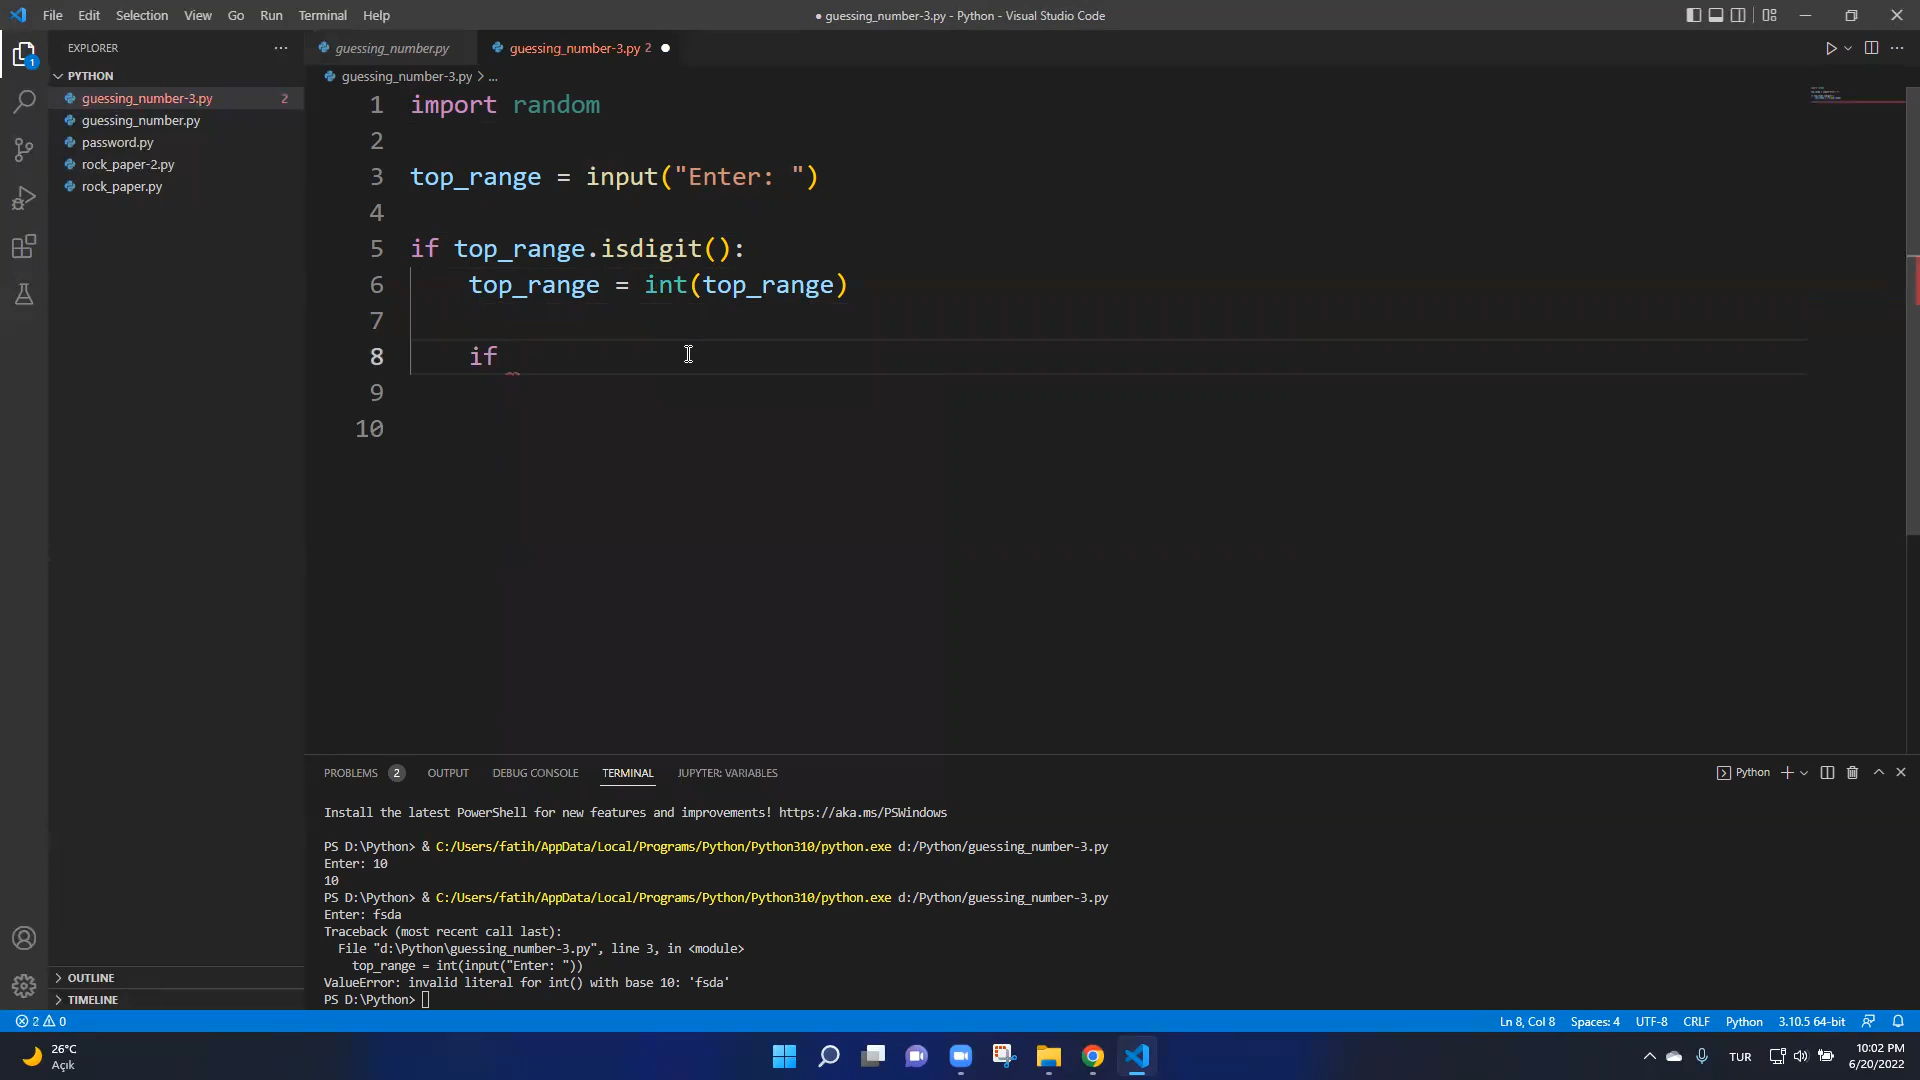 File Edit Selection View Go Run Terminal Help
● guessing_number-3.py - Python - Visual Studio Code
EXPLORER
guessing_number.py
guessing_number-3.py 2
PYTHON
guessing_number-3.py > ...
guessing_number-3.py 2
guessing_number.py
password.py
rock_paper-2.py
rock_paper.py
1 import random
2
3 top_range = input("Enter: ")
4
5 if top_range.isdigit():
6 top_range = int(top_range)
7
8 if
9
10
PROBLEMS 2 OUTPUT DEBUG CONSOLE TERMINAL JUPYTER: VARIABLES
Python
Install the latest PowerShell for new features and improvements! https://aka.ms/PSWindows
PS D:\Python> & C:/Users/fatih/AppData/Local/Programs/Python/Python310/python.exe d:/Python/guessing_number-3.py
Enter: 10
10
PS D:\Python> & C:/Users/fatih/AppData/Local/Programs/Python/Python310/python.exe d:/Python/guessing_number-3.py
Enter: fsda
Traceback (most recent call last):
File "d:\Python\guessing_number-3.py", line 3, in <module>
top_range = int(input("Enter: "))
ValueError: invalid literal for int() with base 10: 'fsda'
PS D:\Python>
OUTLINE
TIMELINE
1
2 0
Ln 8, Col 8 Spaces: 4 UTF-8 CRLF Python 3.10.5 64-bit
26°C
Açık
TUR
10:02 PM
6/20/2022